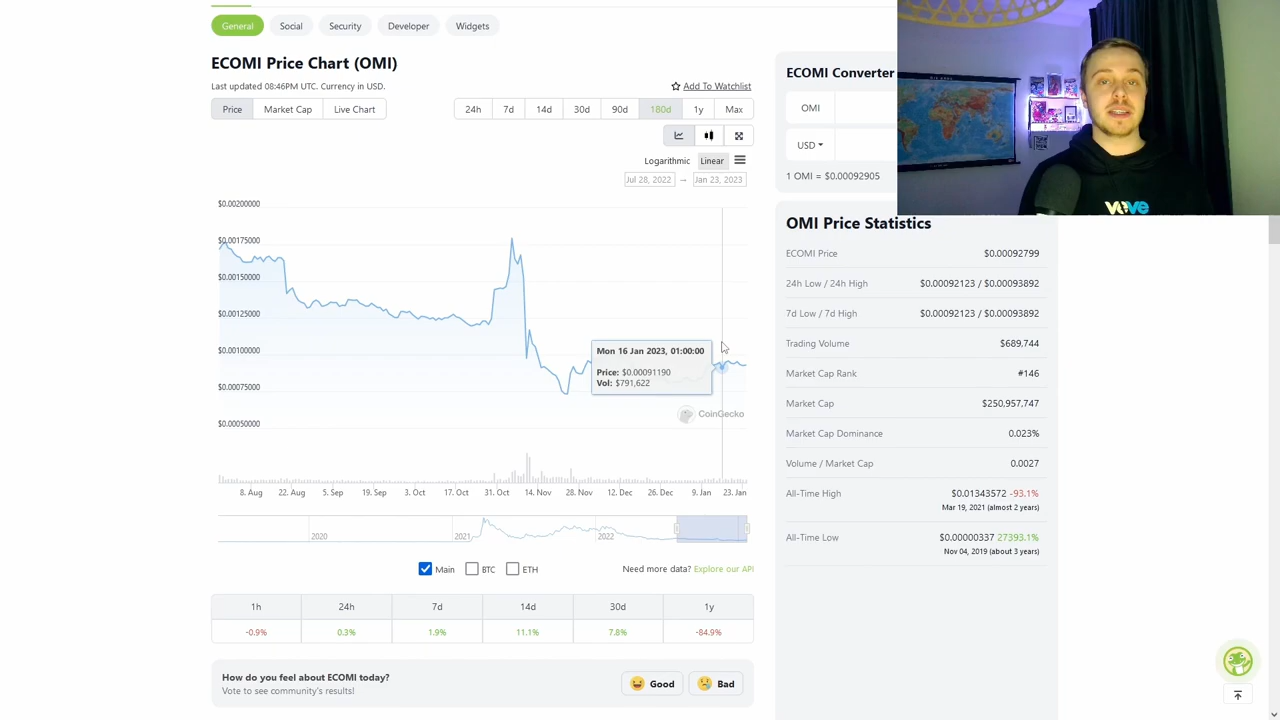 General Social Security Developer Widgets
ECOMI Price Chart (OMI)
Last updated 08:46PM UTC. Currency in USD.
Add To Watchlist
Price Market Cap Live Chart
24h 7d 14d 30d 90d 180d 1y Max
Logarithmic Linear
Jul 28, 2022 → Jan 23, 2023
$0.00200000
$0.00175000
$0.00150000
$0.00125000
$0.00100000
$0.00075000
$0.00050000
Mon 16 Jan 2023, 01:00:00
Price: $0.00091190
Vol: $791,622
CoinGecko
8. Aug 22. Aug 5. Sep 19. Sep 3. Oct 17. Oct 31. Oct 14. Nov 28. Nov 12. Dec 26. Dec 9. Jan 23. Jan
2020 2021 2022
Main BTC ETH
Need more data? Explore our API
1h 24h 7d 14d 30d 1y
-0.9% 0.3% 1.9% 11.1% 7.8% -84.9%
How do you feel about ECOMI today?
Vote to see community's results!
Good Bad
ECOMI Converter
OMI
USD
1 OMI = $0.00092905
VeVe
OMI Price Statistics
ECOMI Price $0.00092799
24h Low / 24h High $0.00092123 / $0.00093892
7d Low / 7d High $0.00092123 / $0.00093892
Trading Volume $689,744
Market Cap Rank #146
Market Cap $250,957,747
Market Cap Dominance 0.023%
Volume / Market Cap 0.0027
All-Time High $0.01343572 -93.1%
Mar 19, 2021 (almost 2 years)
All-Time Low $0.00000337 27393.1%
Nov 04, 2019 (about 3 years)